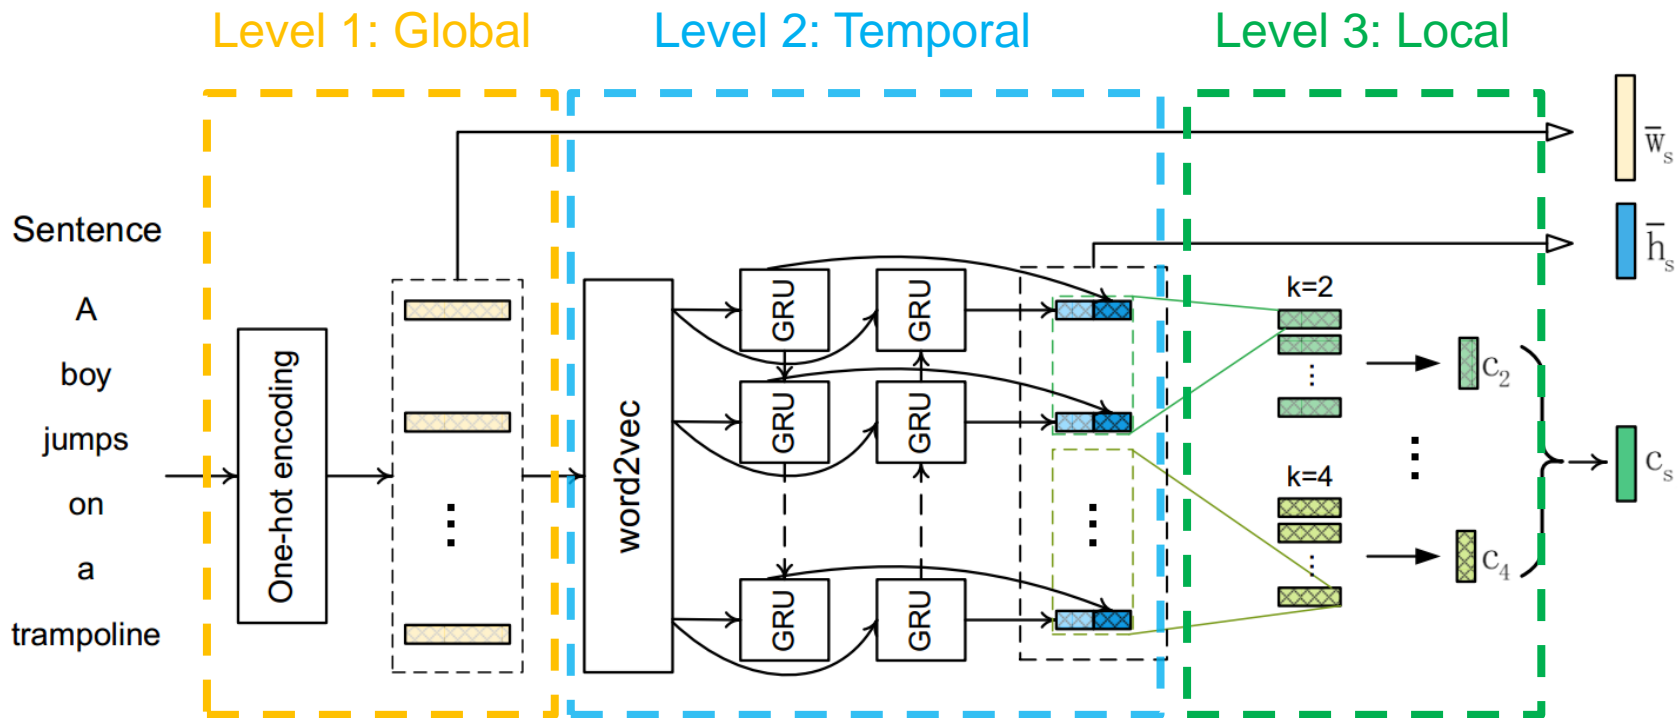 Level 1: Global
Level 2: Temporal
Level 3: Local
Sentence
A
boy
jumps
on
a
trampoline
One-hot encoding
word2vec
GRU
GRU
GRU
GRU
GRU
GRU
k=2
k=4
c₂
c₄
w̅ₛ
h̅ₛ
cₛ